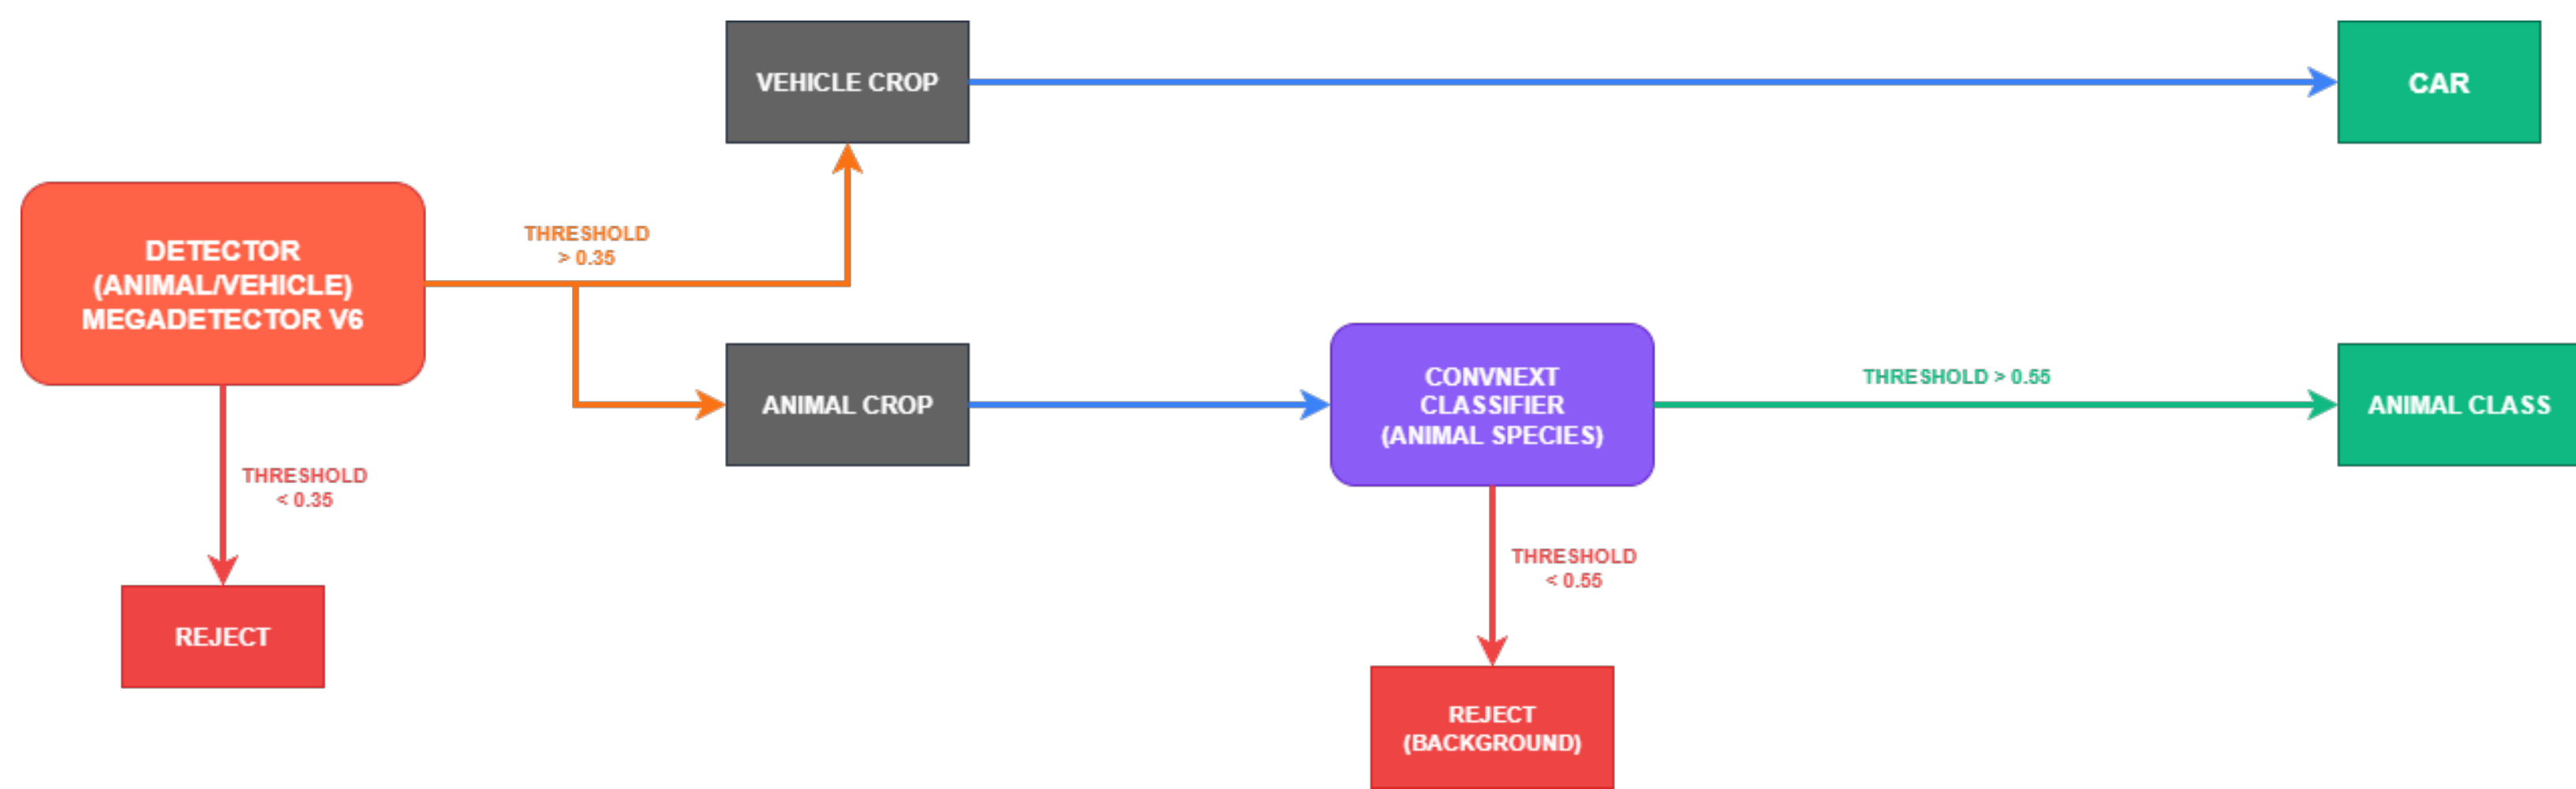 VEHICLE CROP
CAR
DETECTOR
(ANIMAL/VEHICLE)
MEGADETECTOR V6
THRESHOLD
> 0.35
ANIMAL CROP
CONVNEXT
CLASSIFIER
(ANIMAL SPECIES)
THRESHOLD > 0.55
ANIMAL CLASS
THRESHOLD
< 0.35
REJECT
THRESHOLD
< 0.55
REJECT
(BACKGROUND)